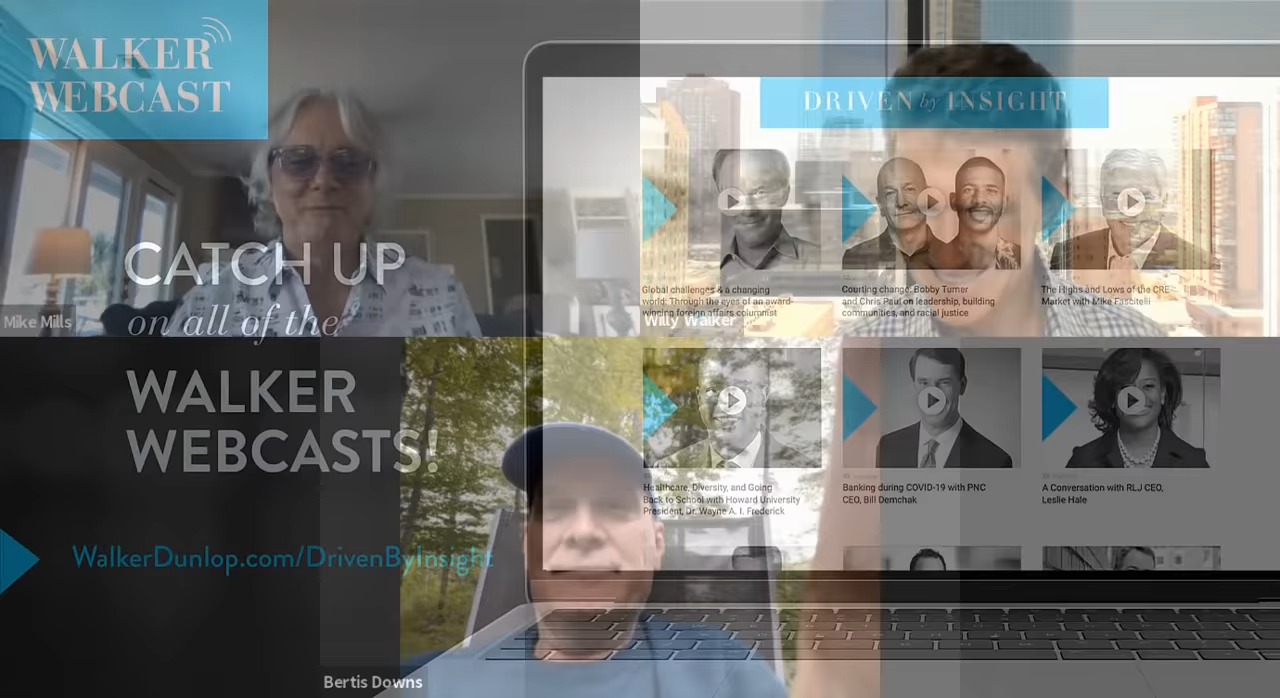 WALKER
WEBCAST
DRIVEN by INSIGHT
CATCH UP
on all of the
WALKER
WEBCASTS!
WalkerDunlop.com/DrivenByInsight
Mike Mills
Willy Walker
Bertis Downs
Global challenges & a changing
world: Through the eyes of an award-
winning foreign affairs columnist
Courting change: Bobby Turner
and Chris Paul on leadership, building
communities, and racial justice
The Highs and Lows of the CRE
Market with Mike Fascitelli
Healthcare, Diversity, and Going
Back to School with Howard University
President, Dr. Wayne A. I. Frederick
Banking during COVID-19 with PNC
CEO, Bill Demchak
A Conversation with RLJ CEO,
Leslie Hale